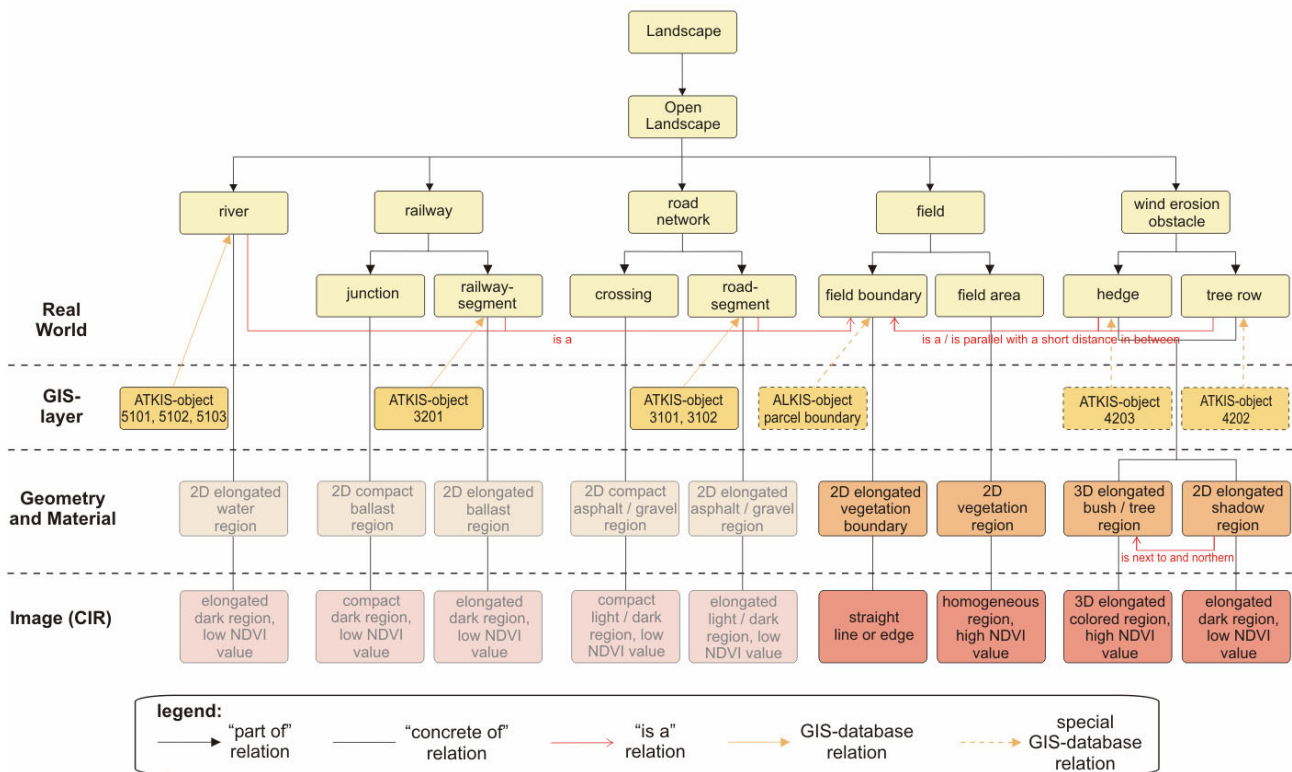 Landscape
Open
Landscape
river
railway
road
network
field
wind erosion
obstacle
junction
railway-
segment
crossing
road-
segment
field boundary
field area
hedge
tree row
Real
World
is a
is a / is parallel with a short distance in between
GIS-
layer
ATKIS-object
5101, 5102, 5103
ATKIS-object
3201
ATKIS-object
3101, 3102
ALKIS-object
parcel boundary
ATKIS-object
4203
ATKIS-object
4202
Geometry
and Material
2D elongated
water
region
2D compact
ballast
region
2D elongated
ballast
region
2D compact
asphalt / gravel
region
2D elongated
asphalt / gravel
region
2D elongated
vegetation
boundary
2D
vegetation
region
3D elongated
bush / tree
region
2D elongated
shadow
region
is next to and northern
Image (CIR)
elongated
dark region,
low NDVI
value
compact
dark region,
low NDVI
value
elongated
dark region,
low NDVI
value
compact
light / dark
region, low
NDVI value
elongated
light / dark
region, low
NDVI value
straight
line or edge
homogeneous
region,
high NDVI
value
3D elongated
colored region,
high NDVI
value
elongated
dark region,
low NDVI
value
legend:
“part of”
relation
“concrete of”
relation
“is a”
relation
GIS-database
relation
special
GIS-database
relation